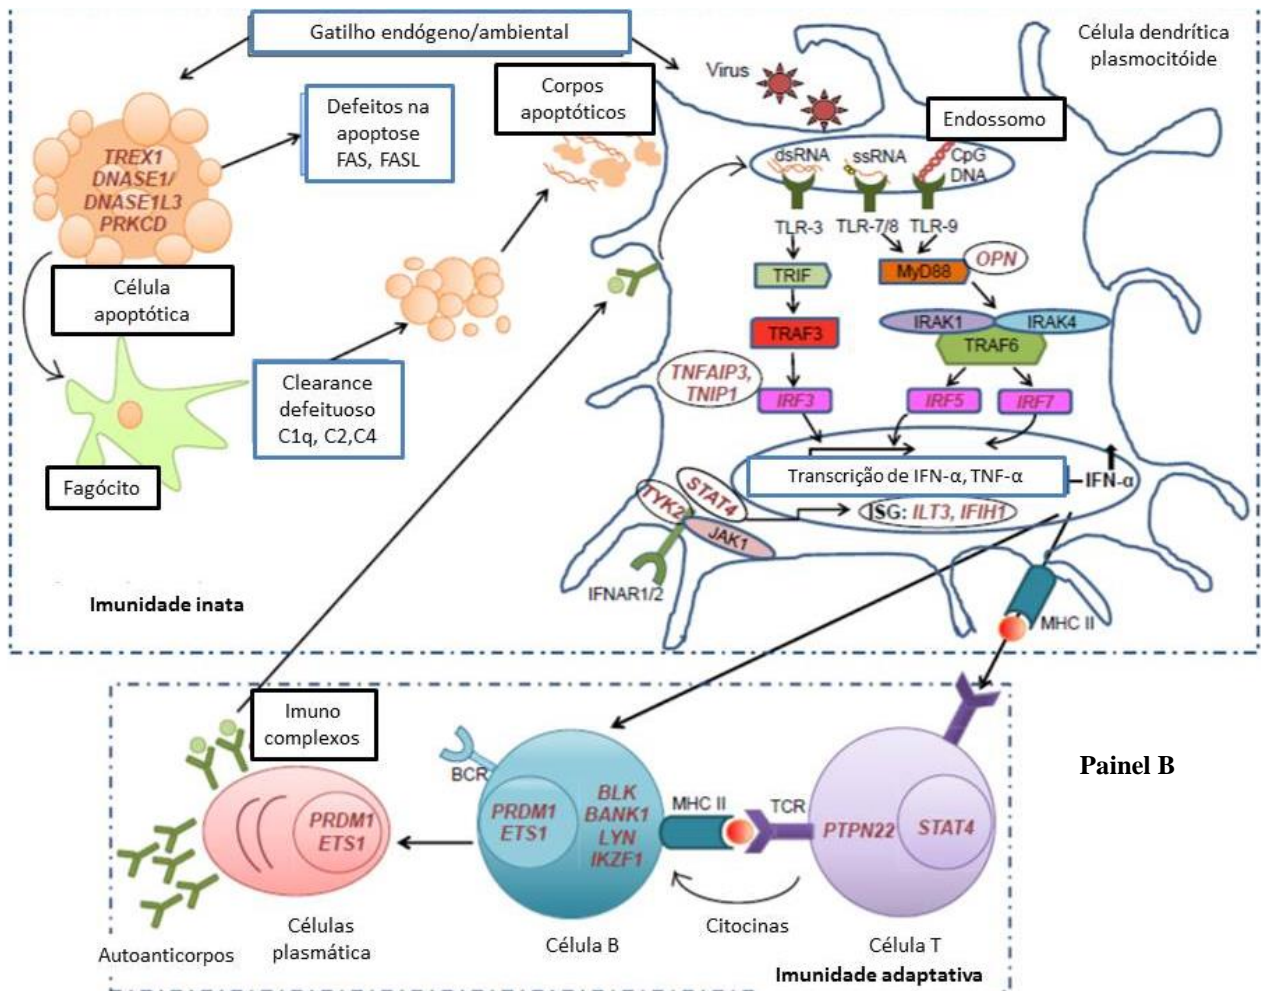 Gatilho endógeno/ambiental
Célula dendrítica
plasmocitóide
Virus
Corpos
apoptóticos
Defeitos na
apoptose
FAS, FASL
Endossomo
TREX1
DNASE1/
DNASE1L3
PRKCD
dsRNA
ssRNA
CpG
DNA
TLR-3
TLR-7/8
TLR-9
TRIF
MyD88
OPN
Célula
apoptótica
TRAF3
IRAK1
IRAK4
TRAF6
TNFAIP3,
TNIP1
IRF3
IRF5
IRF7
Clearance
defeituoso
C1q, C2,C4
Fagócito
Transcrição de IFN-α, TNF-α
IFN-α
TYK2
STAT4
JAK1
ISG: ILT3, IFIH1
IFNAR1/2
Imunidade inata
MHC II
Imuno
complexos
Painel B
BCR
PRDM1
ETS1
PRDM1
ETS1
BLK
BANK1
LYN
IKZF1
MHC II
TCR
PTPN22
STAT4
Citocinas
Autoanticorpos
Células
plasmática
Célula B
Célula T
Imunidade adaptativa